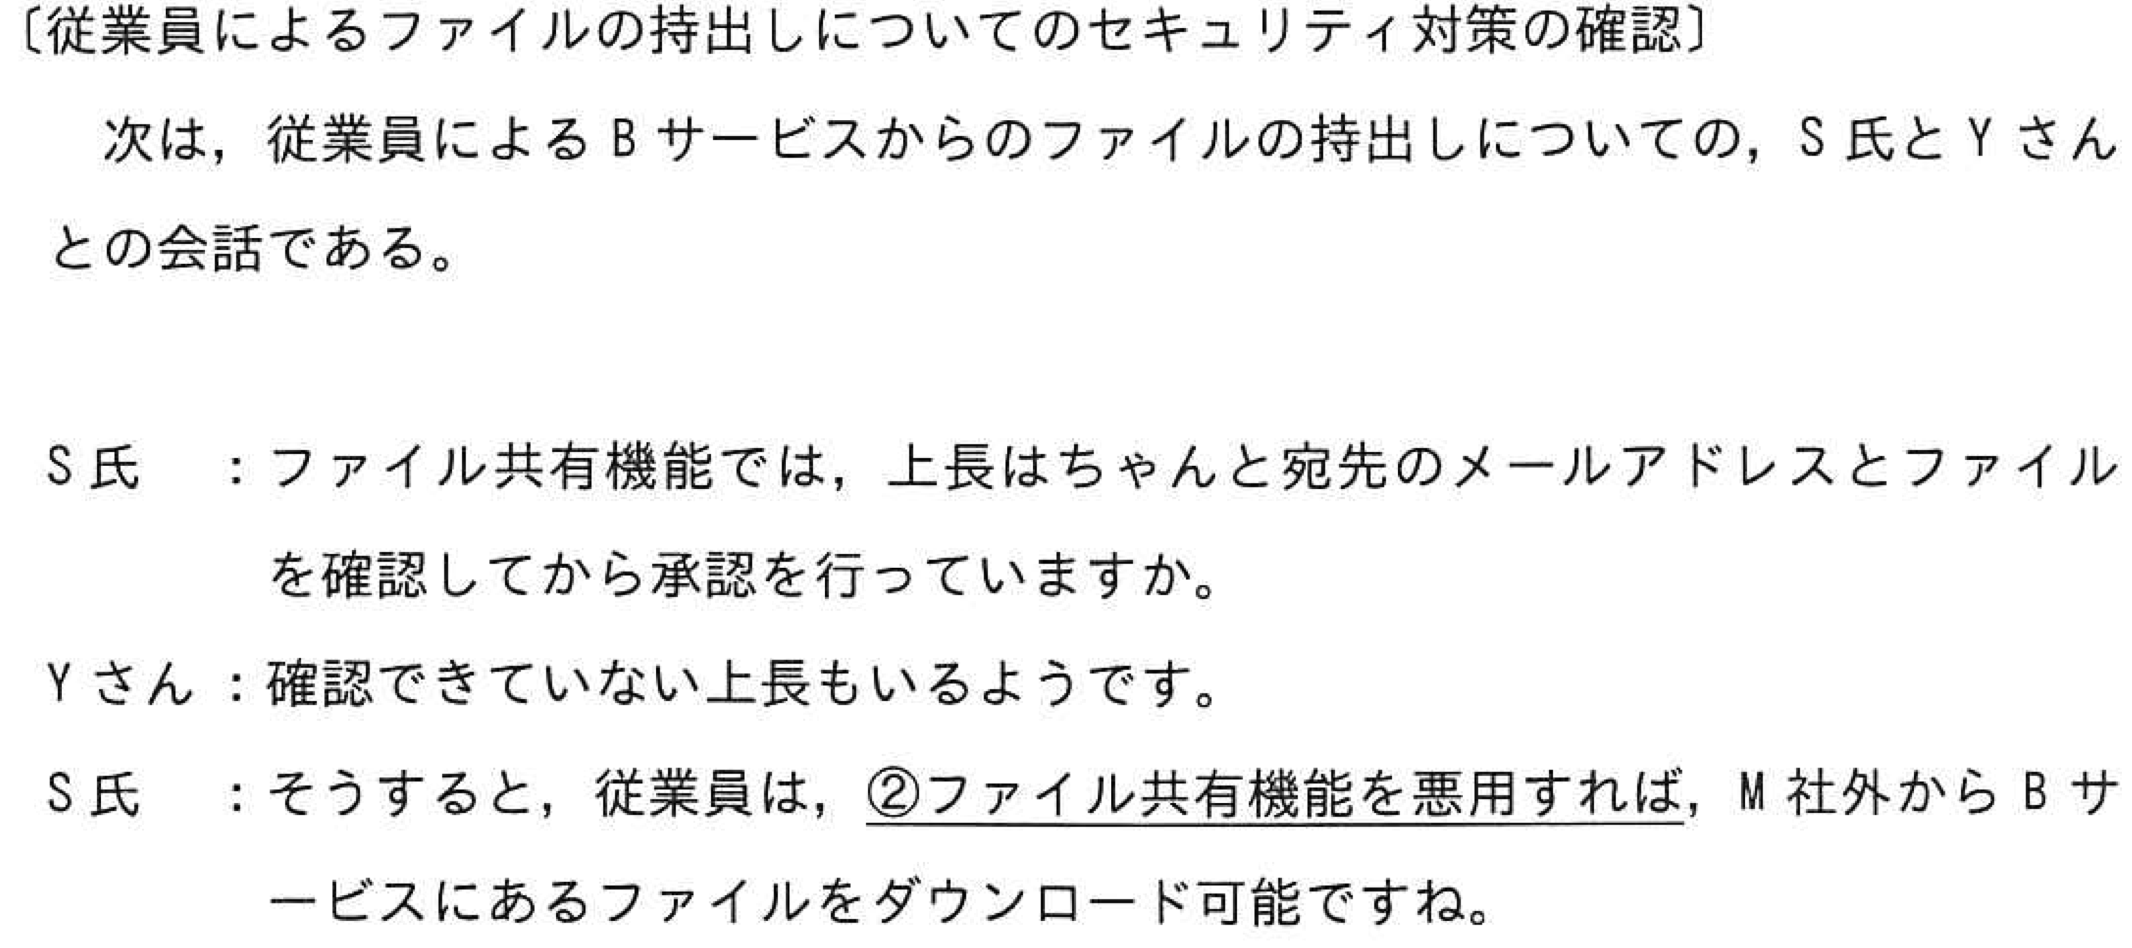 〔従業員によるファイルの持出しについてのセキュリティ対策の確認〕
次は，従業員による B サービスからのファイルの持出しについての，S 氏と Y さん
との会話である。
S 氏　：ファイル共有機能では，上長はちゃんと宛先のメールアドレスとファイル
を確認してから承認を行っていますか。
Y さん：確認できていない上長もいるようです。
S 氏　：そうすると，従業員は，②ファイル共有機能を悪用すれば，M 社外から B サ
ービスにあるファイルをダウンロード可能ですね。